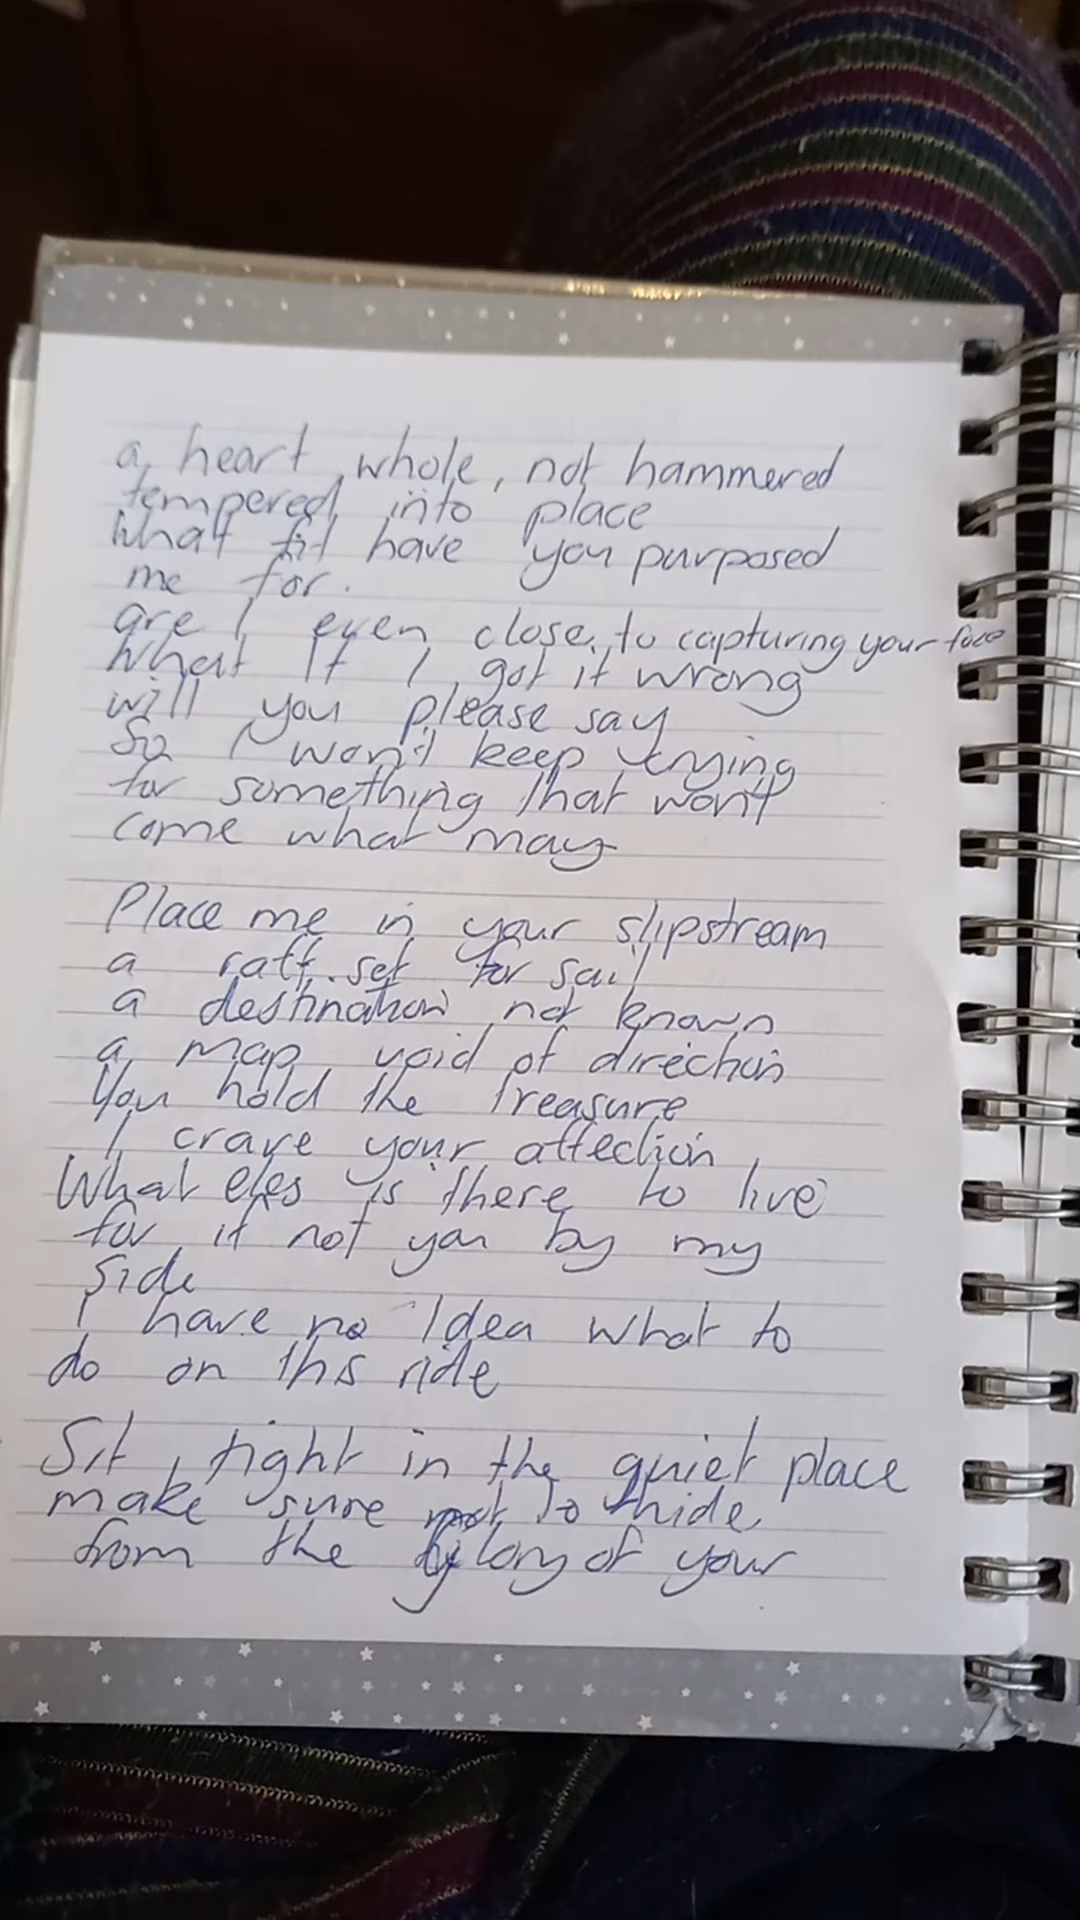 a heart whole, not hammered
tempered into place
What fit have you purposed
me for.
are I even close to capturing your face
What If I got it wrong
will you please say
So I won't keep trying
for something that won't
come what may
Place me in your slipstream
a raft set for sail
a destination not known
a map void of direction
You hold the treasure
I crave your affection
What eles is there to live
for if not you by my
side
I have no Idea what to
do on this ride
Sit tight in the quiet place
make sure not to hide
from the glory of your